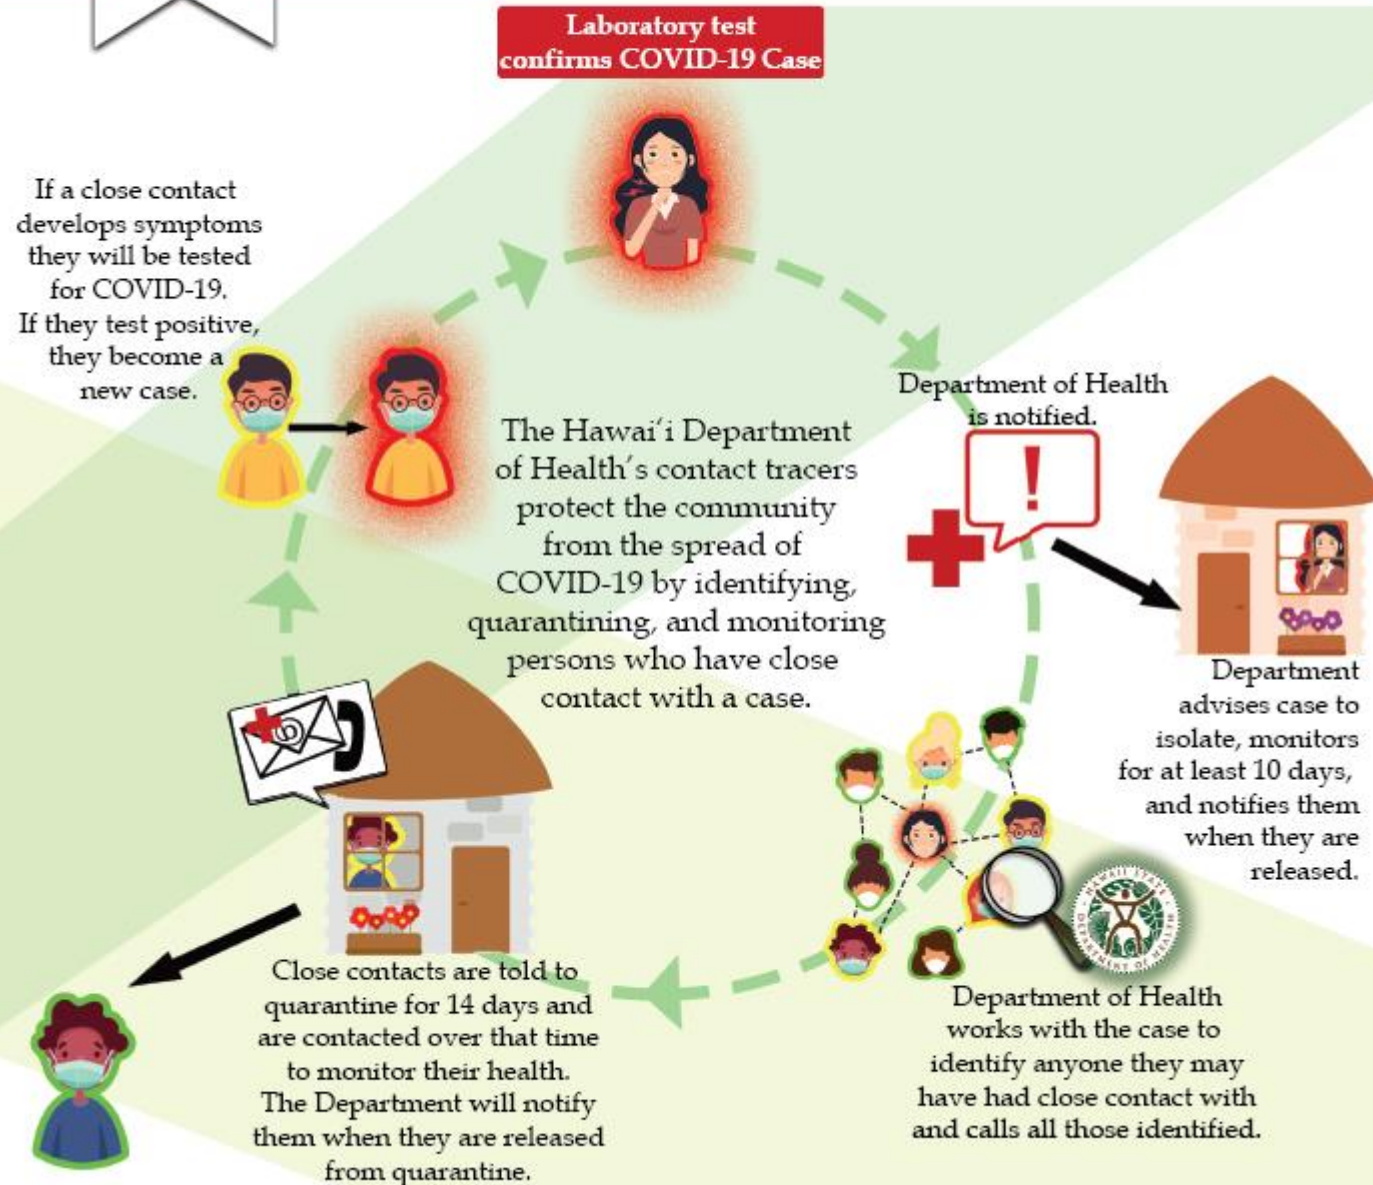 Laboratory test
confirms COVID-19 Case
If a close contact
develops symptoms
they will be tested
for COVID-19.
If they test positive,
they become a
new case.
Department of Health
is notified.
!
The Hawai‘i Department
of Health's contact tracers
protect the community
from the spread of
COVID-19 by identifying,
quarantining, and monitoring
persons who have close
contact with a case.
Department
advises case to
isolate, monitors
for at least 10 days,
and notifies them
when they are
released.
HAWAII STATE
DEPARTMENT OF HEALTH
Department of Health
works with the case to
identify anyone they may
have had close contact with
and calls all those identified.
Close contacts are told to
quarantine for 14 days and
are contacted over that time
to monitor their health.
The Department will notify
them when they are released
from quarantine.